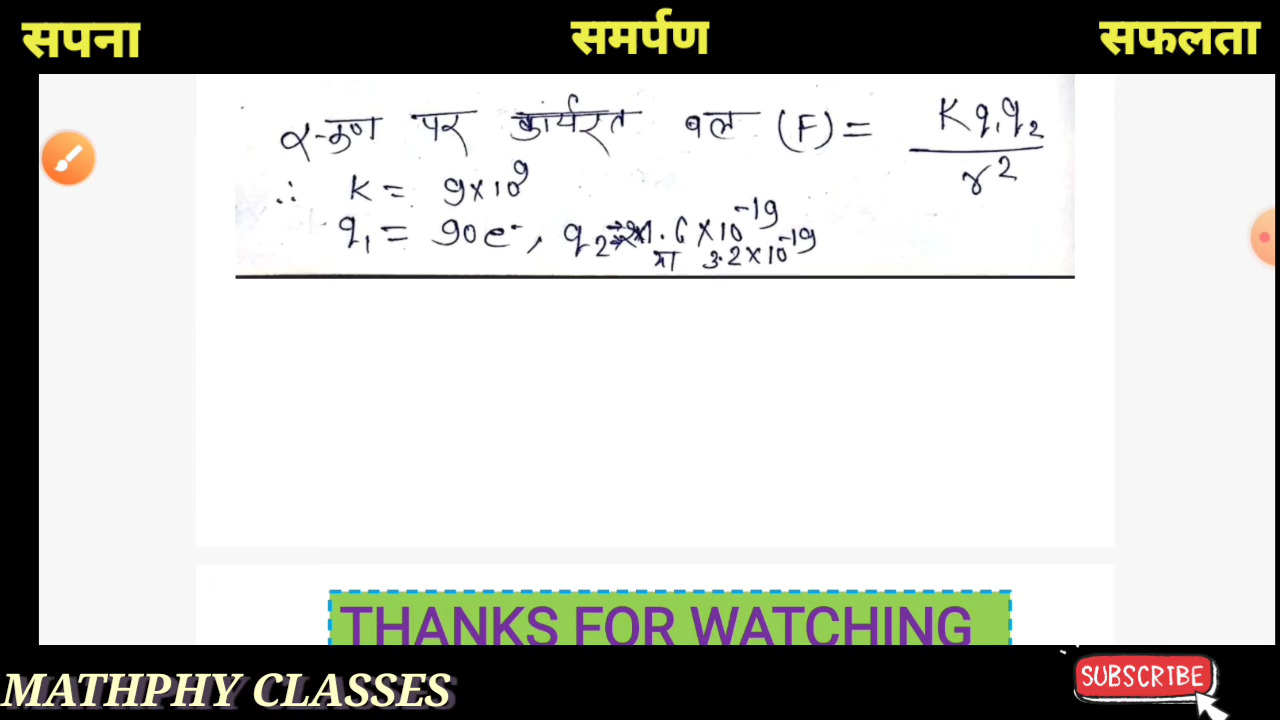 सपना समर्पण सफलता
α-कण पर कार्यरत बल (F) = Kq₁q₂/r²
∴ K = 9×10⁹
q₁ = 90e⁻, q₂ 1.6×10⁻¹⁹
या 3.2×10⁻¹⁹
THANKS FOR WATCHING
MATHPHY CLASSES
SUBSCRIBE